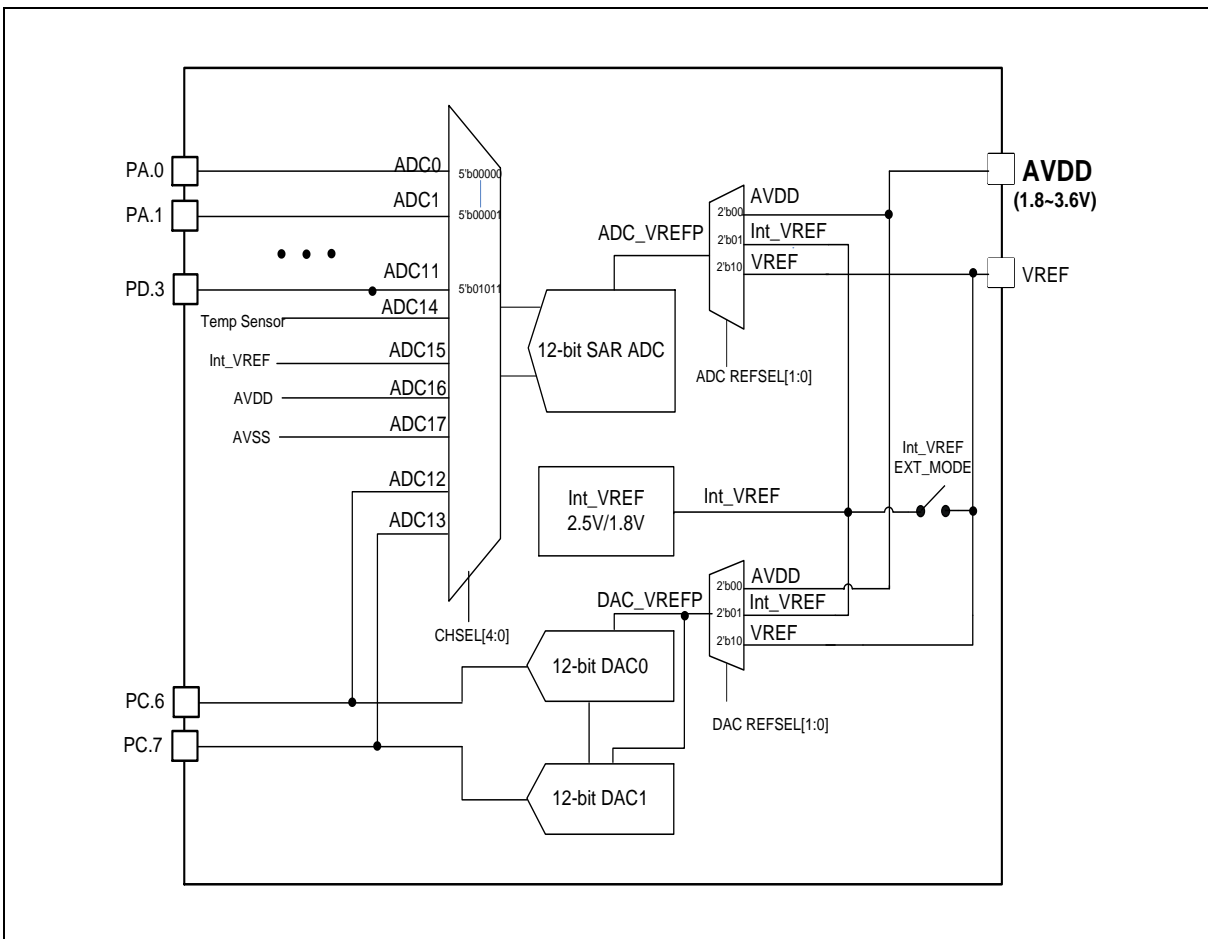 PA.0
ADC0
5'b00000
PA.1
ADC1
5'b00001
PD.3
ADC11
5'b01011
Temp Sensor
ADC14
Int_VREF
ADC15
AVDD
ADC16
AVSS
ADC17
ADC12
ADC13
CHSEL[4:0]
PC.6
PC.7
12-bit SAR ADC
ADC_VREFP
2'b00
AVDD
2'b01
Int_VREF
2'b10
VREF
ADC REFSEL[1:0]
AVDD
(1.8~3.6V)
VREF
Int_VREF
EXT_MODE
Int_VREF
2.5V/1.8V
Int_VREF
DAC_VREFP
2'b00
AVDD
2'b01
Int_VREF
2'b10
VREF
DAC REFSEL[1:0]
12-bit DAC0
12-bit DAC1